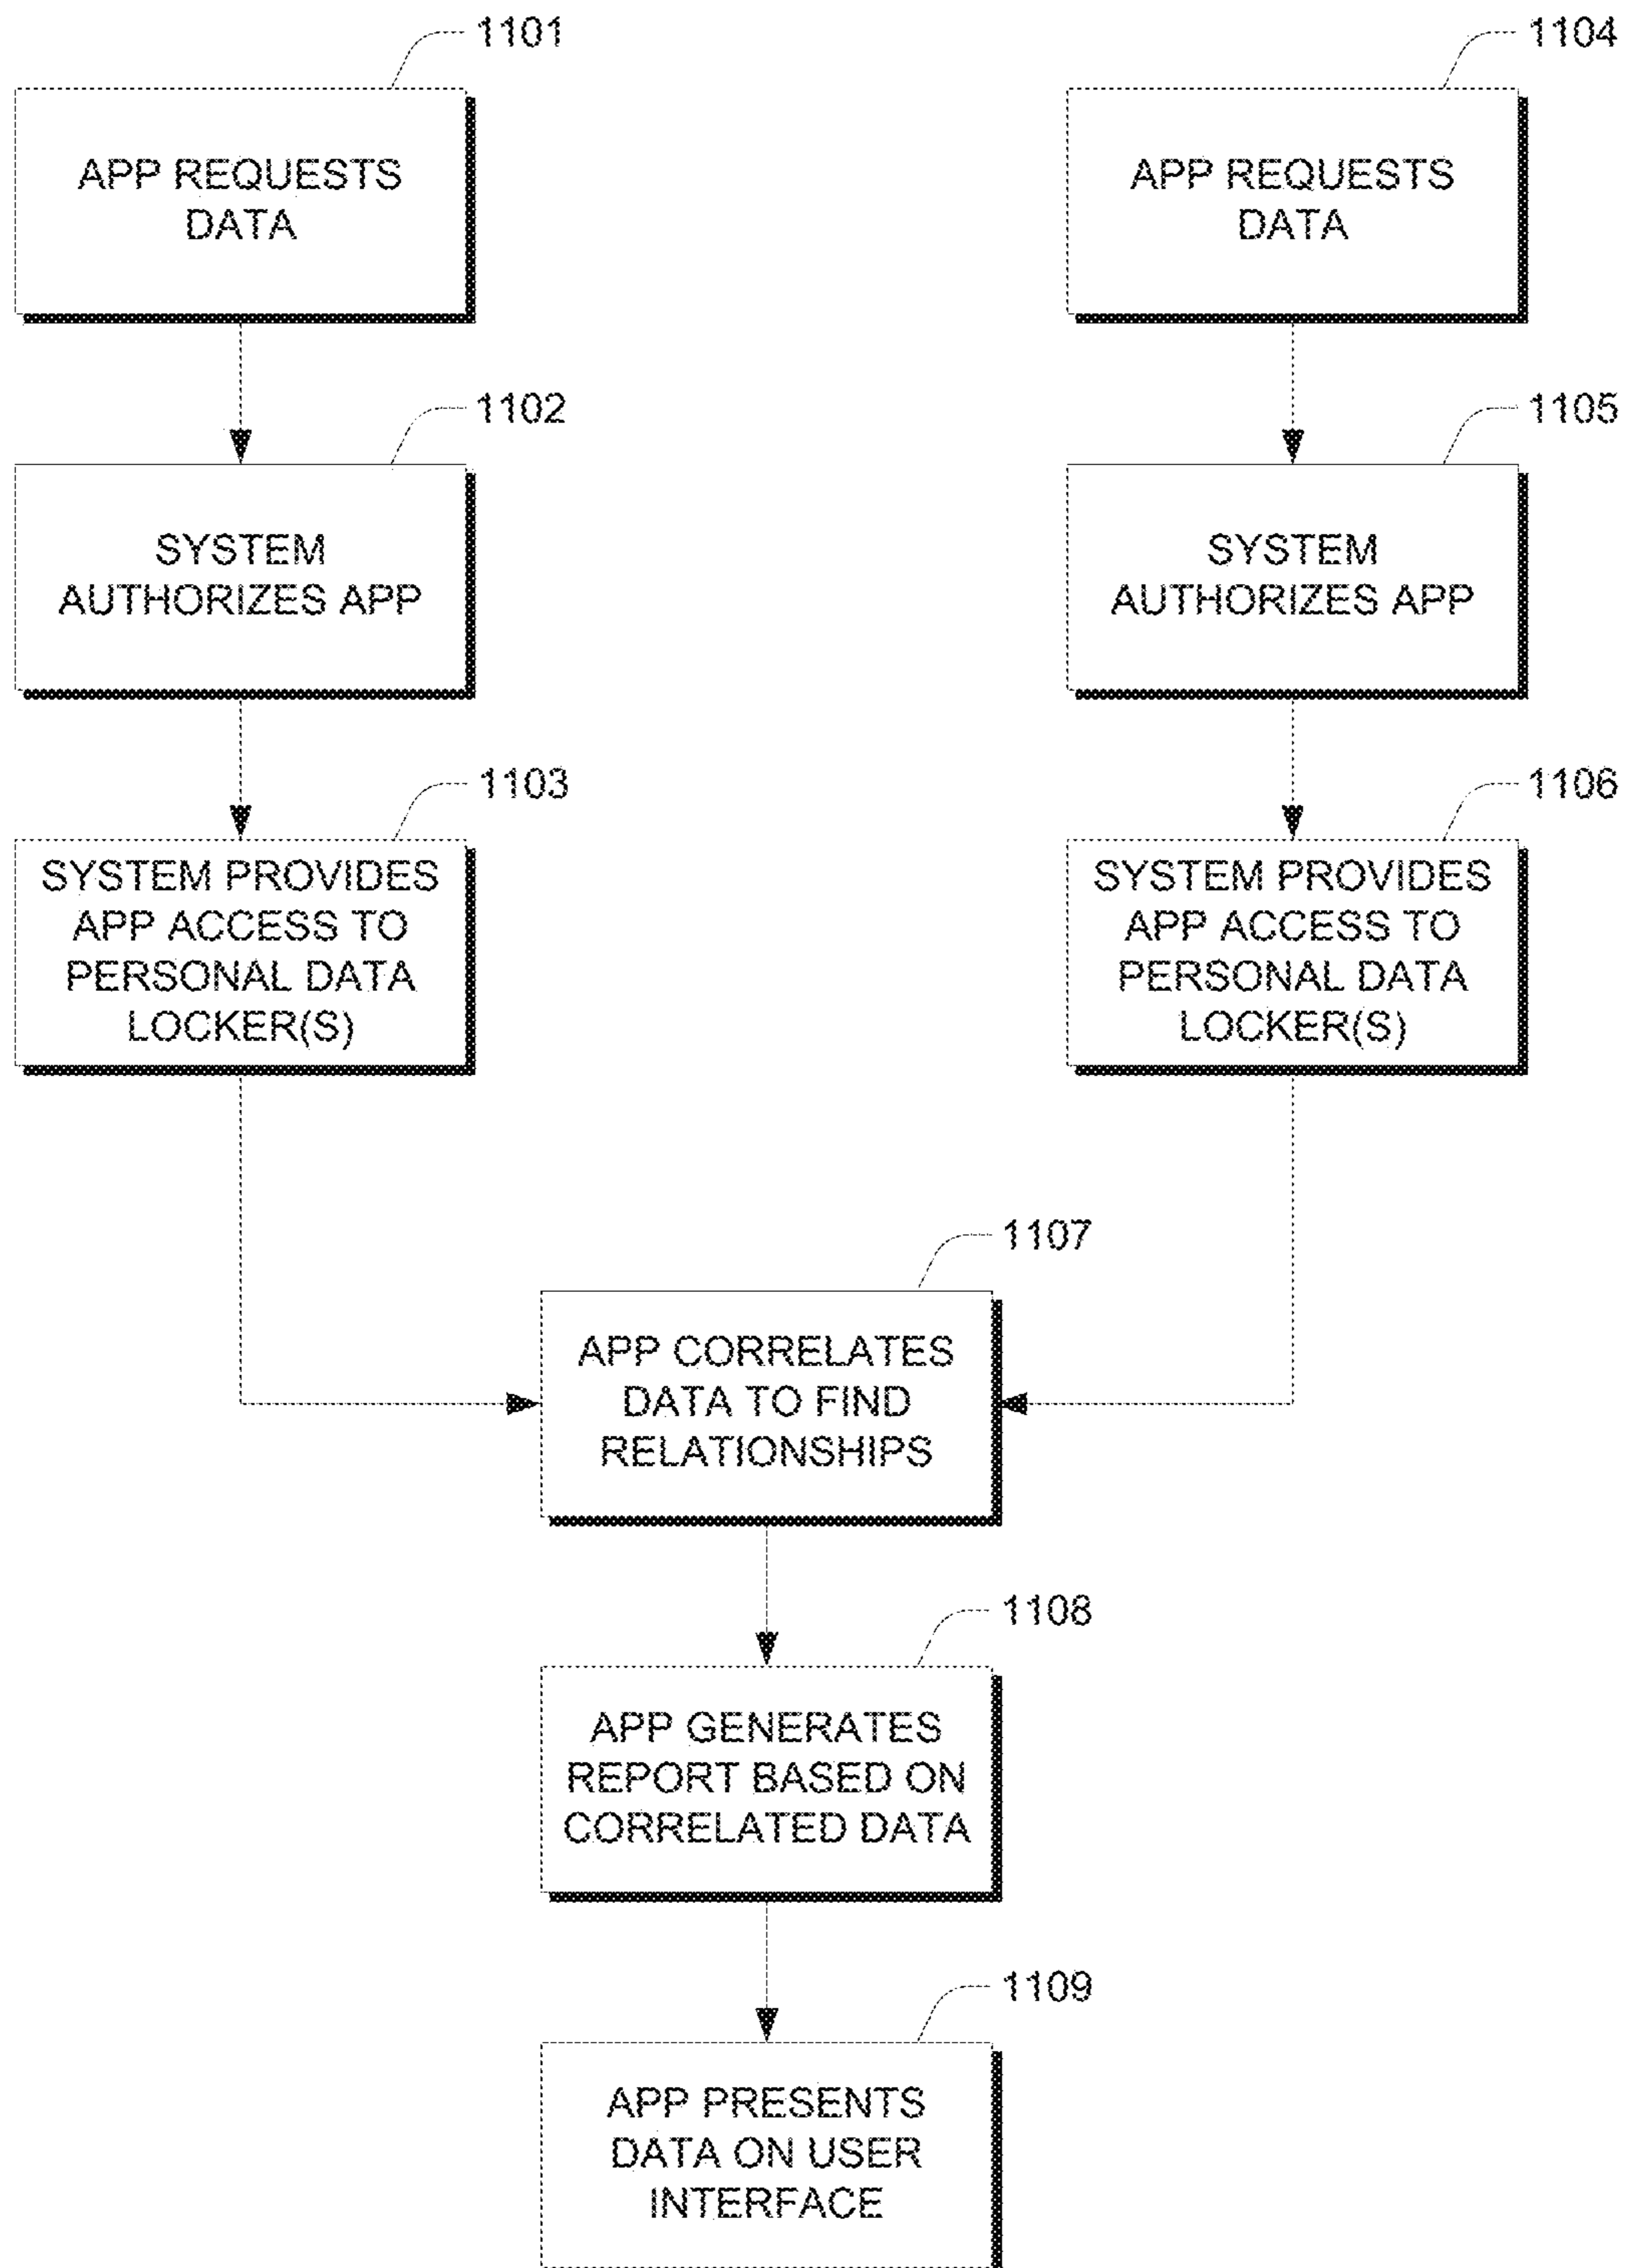 1101
APP REQUESTS
DATA
1102
SYSTEM
AUTHORIZES APP
1103
SYSTEM PROVIDES
APP ACCESS TO
PERSONAL DATA
LOCKER(S)
1104
APP REQUESTS
DATA
1105
SYSTEM
AUTHORIZES APP
1106
SYSTEM PROVIDES
APP ACCESS TO
PERSONAL DATA
LOCKER(S)
1107
APP CORRELATES
DATA TO FIND
RELATIONSHIPS
1108
APP GENERATES
REPORT BASED ON
CORRELATED DATA
1109
APP PRESENTS
DATA ON USER
INTERFACE